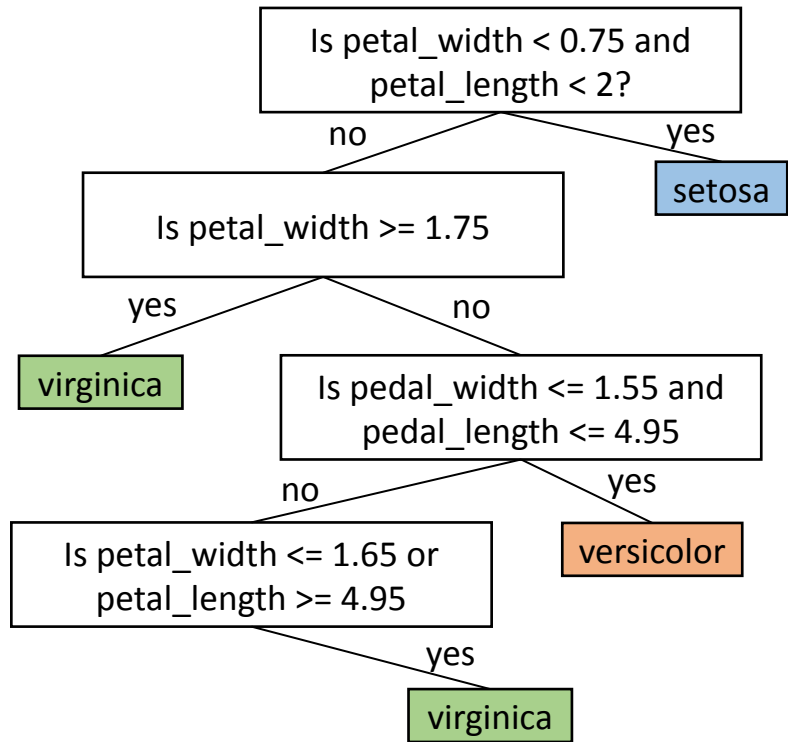 Is petal_width < 0.75 and
petal_length < 2?
no
yes
setosa
Is petal_width >= 1.75
yes
no
virginica
Is pedal_width <= 1.55 and
pedal_length <= 4.95
no
yes
versicolor
Is petal_width <= 1.65 or
petal_length >= 4.95
yes
virginica